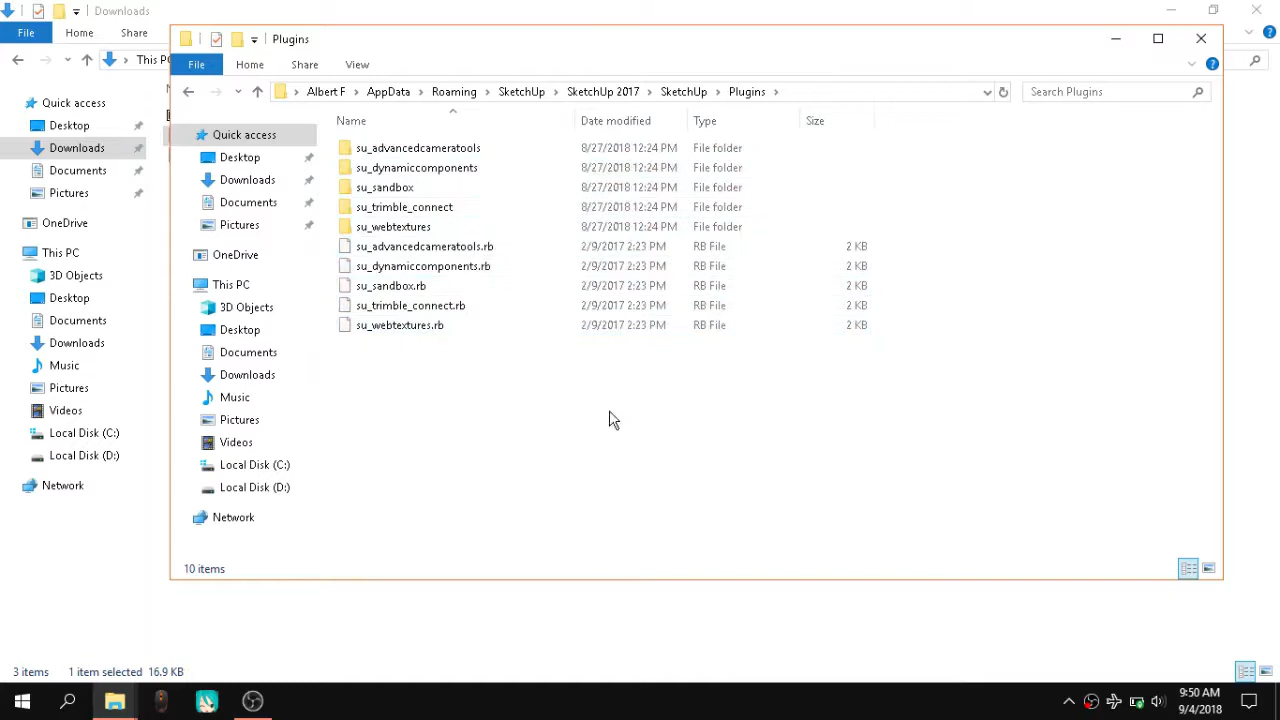 Downloads
File Home Share
This PC
Quick access
Desktop
Downloads
Documents
Pictures
OneDrive
This PC
3D Objects
Desktop
Documents
Downloads
Music
Pictures
Videos
Local Disk (C:)
Local Disk (D:)
Network
3 items 1 item selected 16.9 KB
Plugins
File Home Share View
Albert F AppData Roaming SketchUp SketchUp 2017 SketchUp Plugins
Search Plugins
Quick access
Desktop
Downloads
Documents
Pictures
OneDrive
This PC
3D Objects
Desktop
Documents
Downloads
Music
Pictures
Videos
Local Disk (C:)
Local Disk (D:)
Network
Name Date modified Type Size
su_advancedcameratools 8/27/2018 12:24 PM File folder
su_dynamiccomponents 8/27/2018 12:24 PM File folder
su_sandbox 8/27/2018 12:24 PM File folder
su_trimble_connect 8/27/2018 12:24 PM File folder
su_webtextures 8/27/2018 12:24 PM File folder
su_advancedcameratools.rb 2/9/2017 2:23 PM RB File 2 KB
su_dynamiccomponents.rb 2/9/2017 2:23 PM RB File 2 KB
su_sandbox.rb 2/9/2017 2:23 PM RB File 2 KB
su_trimble_connect.rb 2/9/2017 2:23 PM RB File 2 KB
su_webtextures.rb 2/9/2017 2:23 PM RB File 2 KB
10 items
9:50 AM
9/4/2018